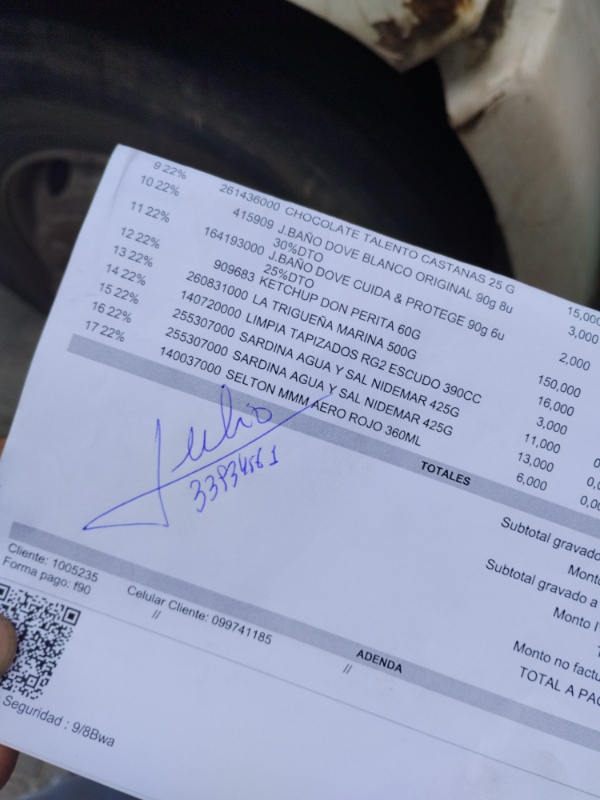 9 22% 261436000 CHOCOLATE TALENTO CASTANAS 25 G 15,000
10 22% 415909 J.BAÑO DOVE BLANCO ORIGINAL 90g 8u 3,000
30%DTO
11 22% 164193000 J.BAÑO DOVE CUIDA & PROTEGE 90g 6u 2,000
25%DTO
12 22% 909683 KETCHUP DON PERITA 60G 150,000
13 22% 260831000 LA TRIGUEÑA MARINA 500G 16,000
14 22% 140720000 LIMPIA TAPIZADOS RG2 ESCUDO 390CC 3,000
15 22% 255307000 SARDINA AGUA Y SAL NIDEMAR 425G 11,000
16 22% 255307000 SARDINA AGUA Y SAL NIDEMAR 425G 13,000
17 22% 140037000 SELTON MMM AERO ROJO 360ML 6,000
TOTALES
Julio
Subtotal gravado
Subtotal gravado a
Monto I
Monto no factu
TOTAL A PAG
Cliente: 1005235
Forma pago: f90
Celular Cliente: 099741185
// //
ADENDA
Seguridad : 9/8Bwa